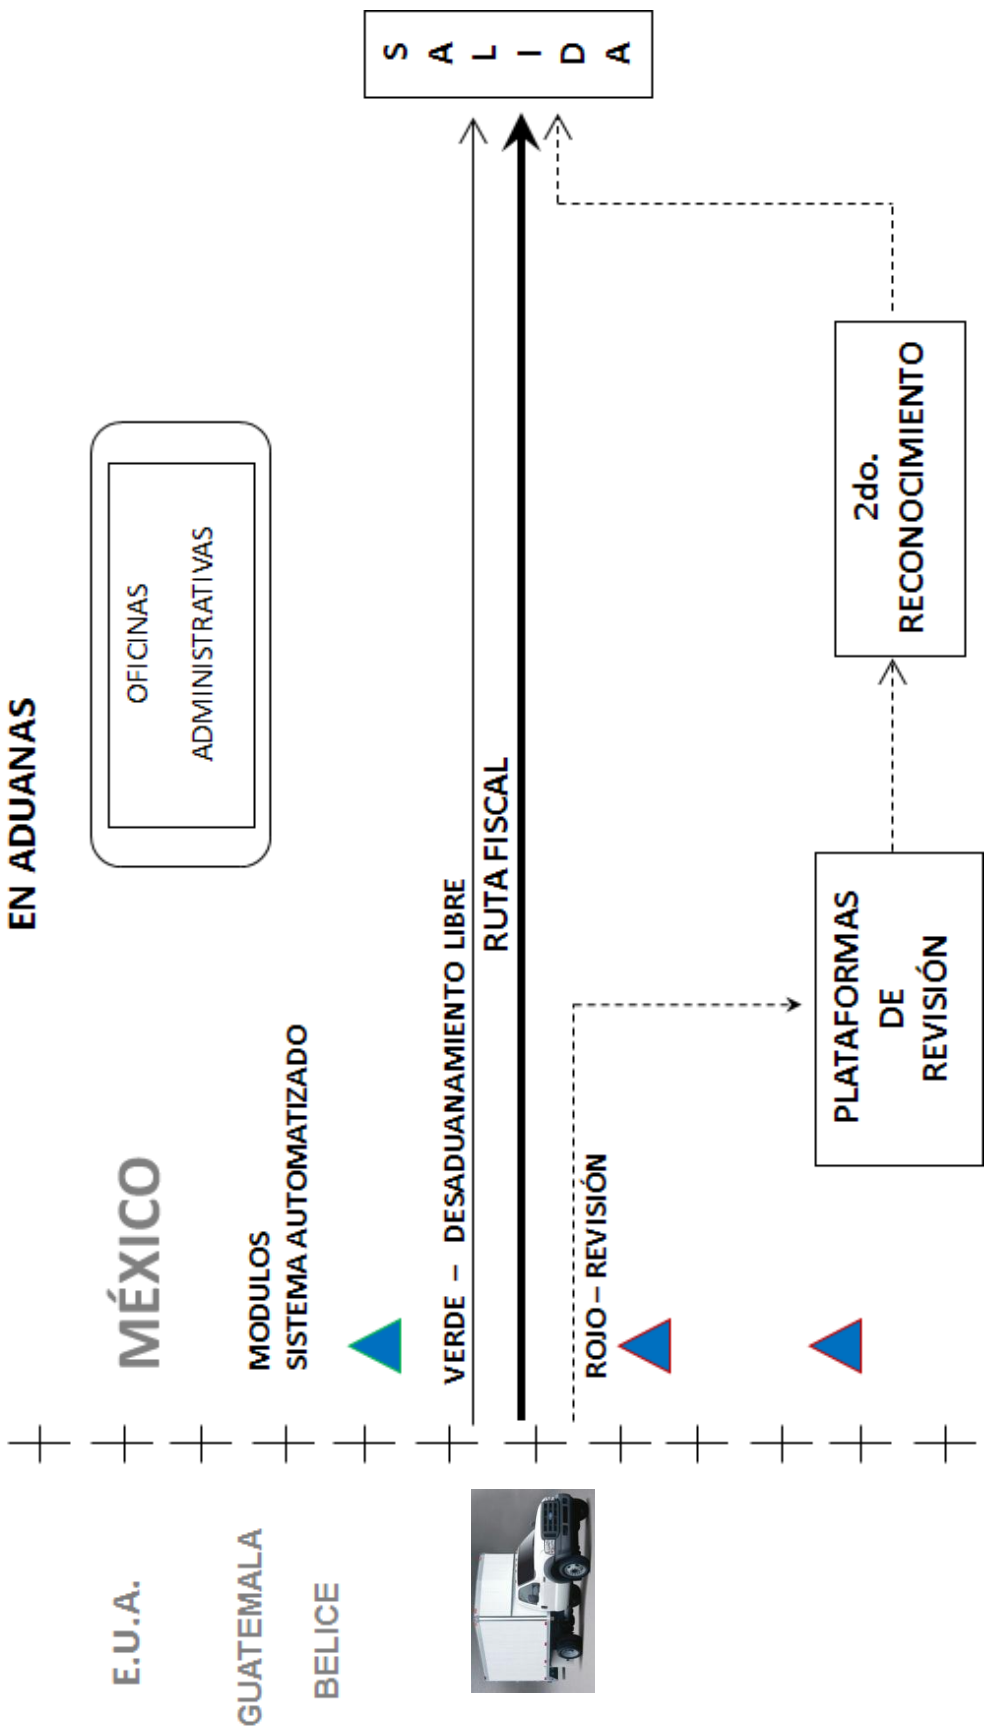 EN ADUANAS
E.U.A.
GUATEMALA
BELICE
MÉXICO
MODULOS
SISTEMA AUTOMATIZADO
OFICINAS
ADMINISTRATIVAS
VERDE – DESADUANAMIENTO LIBRE
RUTA FISCAL
SALIDA
ROJO – REVISIÓN
PLATAFORMAS
DE
REVISIÓN
2do.
RECONOCIMIENTO